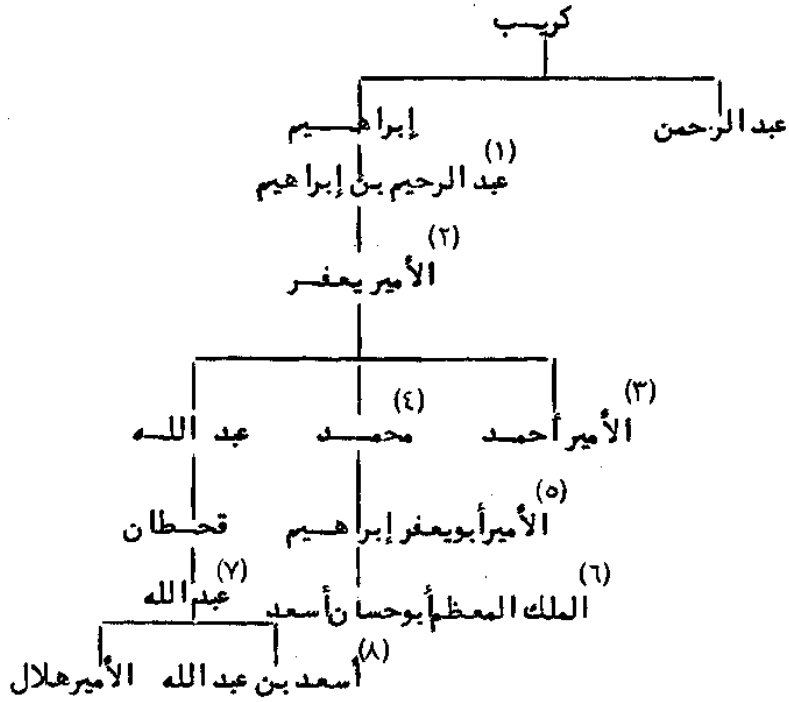 كريب
عبد الرحمن إبراهيم
(١) عبد الرحيم بن إبراهيم
(٢) الأمير يعفر
(٣) الأمير أحمد (٤) محمد عبد الله
(٥) الأمير أبو يعفر إبراهيم قحطان
(٦) الملك المعظم أبو حسان أسعد (٧) عبد الله
(٨) أسعد بن عبد الله الأمير هلال